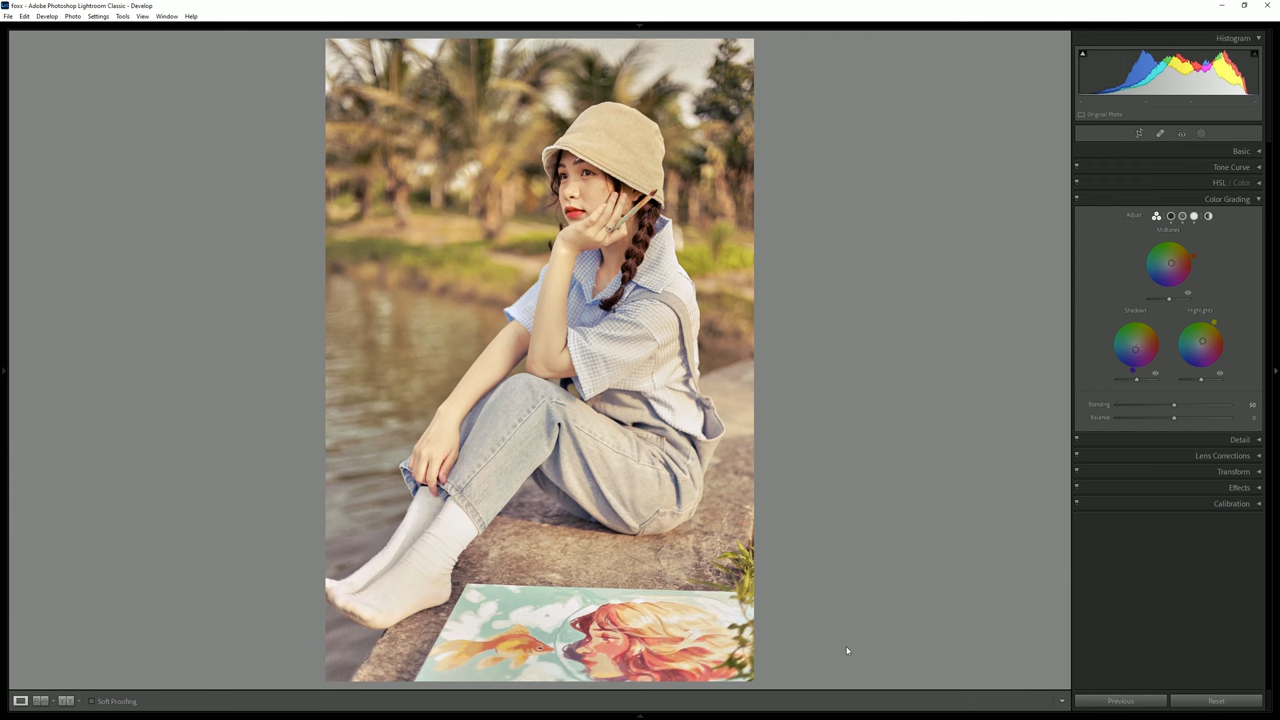 foxx - Adobe Photoshop Lightroom Classic - Develop
File Edit Develop Photo Settings Tools View Window Help
Histogram
Original Photo
Basic
Tone Curve
HSL / Color
Color Grading
Adjust
Midtones
Shadows Highlights
Blending 50
Balance 0
Detail
Lens Corrections
Transform
Effects
Calibration
Soft Proofing
Previous Reset